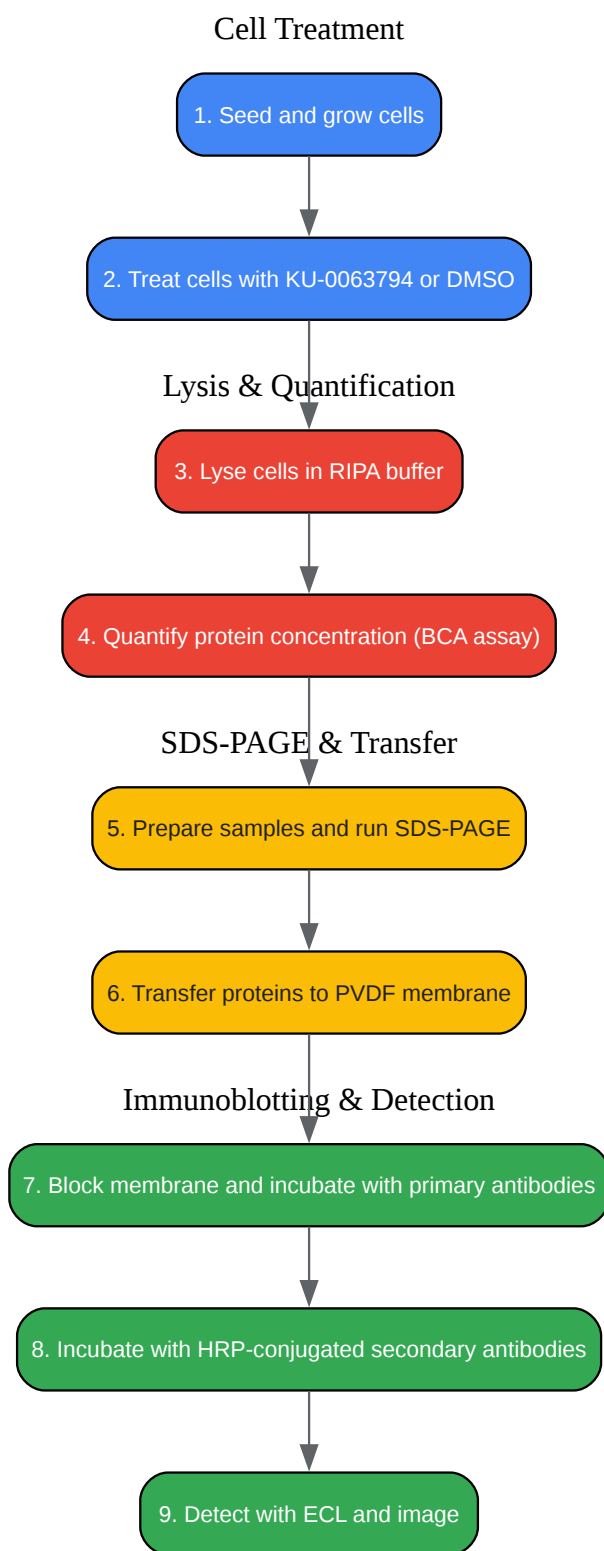 Cell Treatment
1. Seed and grow cells
2. Treat cells with KU-0063794 or DMSO
Lysis & Quantification
3. Lyse cells in RIPA buffer
4. Quantify protein concentration (BCA assay)
SDS-PAGE & Transfer
5. Prepare samples and run SDS-PAGE
6. Transfer proteins to PVDF membrane
Immunoblotting & Detection
7. Block membrane and incubate with primary antibodies
8. Incubate with HRP-conjugated secondary antibodies
9. Detect with ECL and image